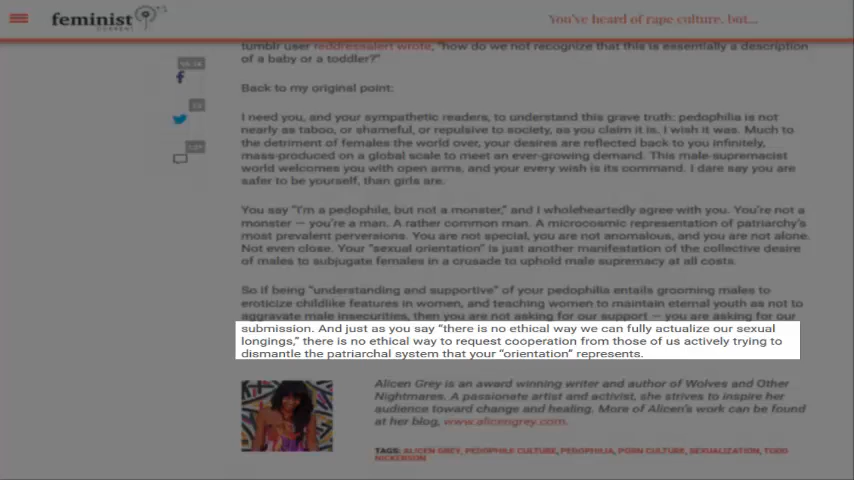 feminist
CURRENT
You've heard of rape culture, but...
tumblr user reddressalert wrote, "how do we not recognize that this is essentially a description
of a baby or a toddler?"
Back to my original point:
I need you, and your sympathetic readers, to understand this grave truth: pedophilia is not
nearly as taboo, or shameful, or repulsive to society, as you claim it is. I wish it was. Much to
the detriment of females the world over, your desires are reflected back to you infinitely,
mass-produced on a global scale to meet an ever-growing demand. This male-supremacist
world welcomes you with open arms, and your every wish is its command. I dare say you are
safer to be yourself, than girls are.
You say "I'm a pedophile, but not a monster," and I wholeheartedly agree with you. You're not a
monster — you're a man. A rather common man. A microcosmic representation of patriarchy's
most prevalent perversions. You are not special, you are not anomalous, and you are not alone.
Not even close. Your "sexual orientation" is just another manifestation of the collective desire
of males to subjugate females in a crusade to uphold male supremacy at all costs.
So if being "understanding and supportive" of your pedophilia entails grooming males to
eroticize childlike features in women, and teaching women to maintain eternal youth as not to
aggravate male insecurities, then you are not asking for our support — you are asking for our
submission. And just as you say "there is no ethical way we can fully actualize our sexual
longings," there is no ethical way to request cooperation from those of us actively trying to
dismantle the patriarchal system that your "orientation" represents.
Alicen Grey is an award winning writer and author of Wolves and Other
Nightmares. A passionate artist and activist, she strives to inspire her
audience toward change and healing. More of Alicen's work can be found
at her blog, www.alicengrey.com.
TAGS: ALICEN GREY, PEDOPHILE CULTURE, PEDOPHILIA, PORN CULTURE, SEXUALIZATION, TODD
NICKERSON